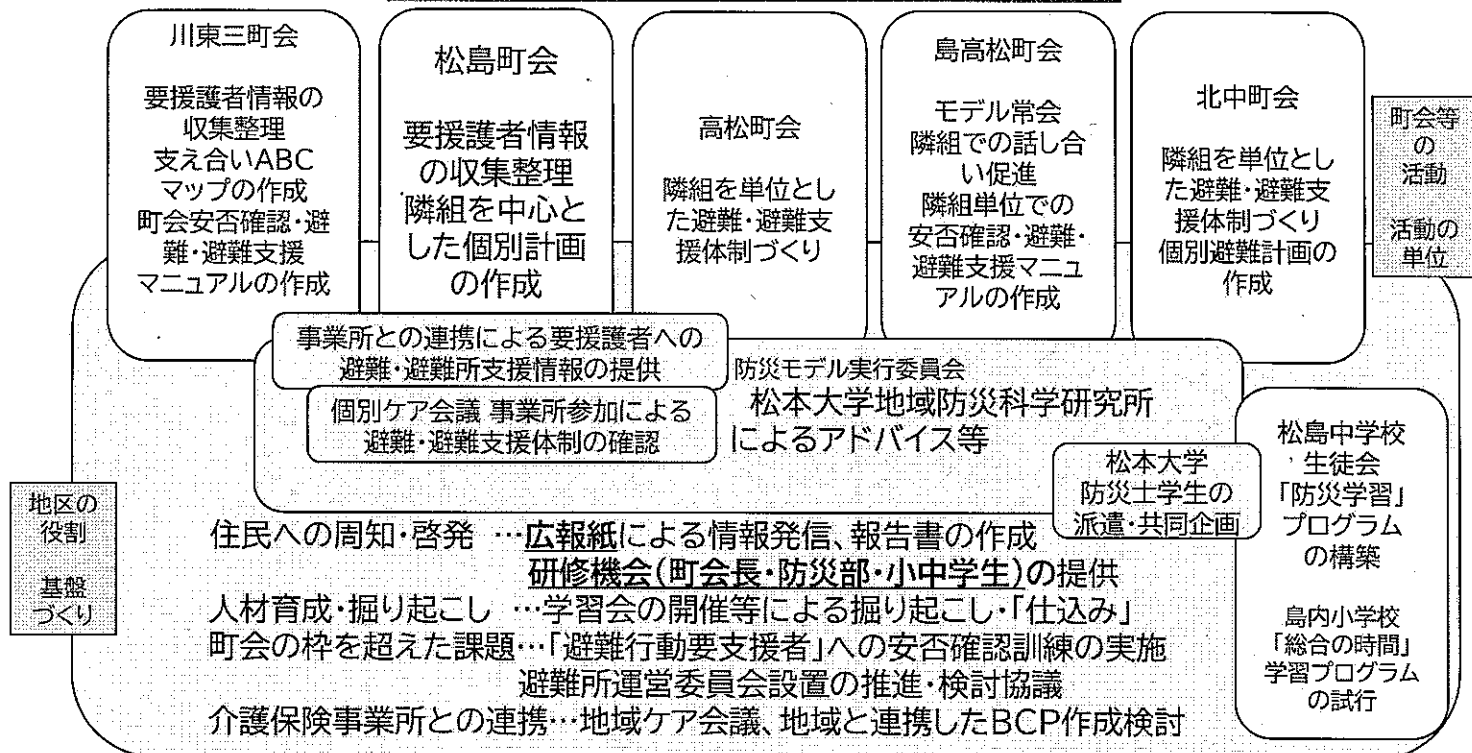 川東三町会
要援護者情報の
収集整理
支え合いABC
マップの作成
町会安否確認・避
難・避難支援
マニュアルの作成
松島町会
要援護者情報
の収集整理
隣組を中心と
した個別計画
の作成
高松町会
隣組を単位とし
た避難・避難支
援体制づくり
島高松町会
モデル常会
隣組での話し合
い促進
隣組単位での
安否確認・避難・
避難支援マニュ
アルの作成
北中町会
隣組を単位とし
た避難・避難支
援体制づくり
個別避難計画の
作成
町会等
の
活動
活動の
単位
事業所との連携による要援護者への
避難・避難所支援情報の提供
個別ケア会議 事業所参加による
避難・避難支援体制の確認
防災モデル実行委員会
松本大学地域防災科学研究所
によるアドバイス等
松本大学
防災士学生の
派遣・共同企画
松島中学校
生徒会
「防災学習」
プログラム
の構築
島内小学校
「総合の時間」
学習プログラム
の試行
地区の
役割
基盤
づくり
住民への周知・啓発 …広報紙による情報発信、報告書の作成
研修機会(町会長・防災部・小中学生)の提供
人材育成・掘り起こし …学習会の開催等による掘り起こし・「仕込み」
町会の枠を超えた課題…「避難行動要支援者」への安否確認訓練の実施
避難所運営委員会設置の推進・検討協議
介護保険事業所との連携…地域ケア会議、地域と連携したBCP作成検討